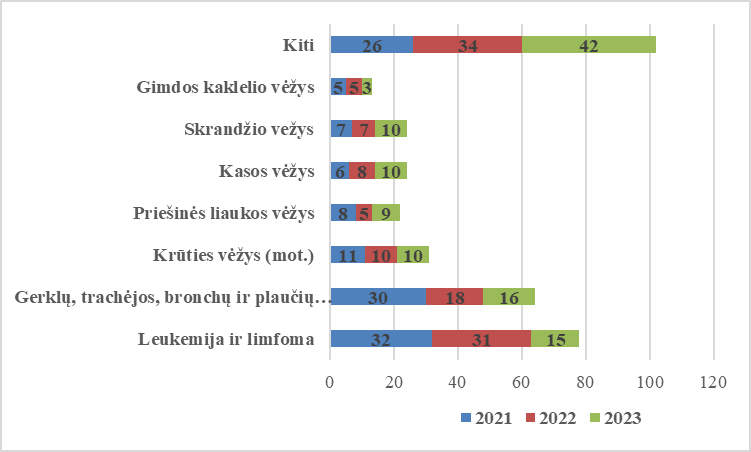 Kiti 26 34 42
Gimdos kaklelio vėžys 5 5 3
Skrandžio vežys 7 7 10
Kasos vėžys 6 8 10
Priešinės liaukos vėžys 8 5 9
Krūties vėžys (mot.) 11 10 10
Gerklų, trachėjos, bronchų ir plaučių… 30 18 16
Leukemija ir limfoma 32 31 15
0 20 40 60 80 100 120
2021 2022 2023